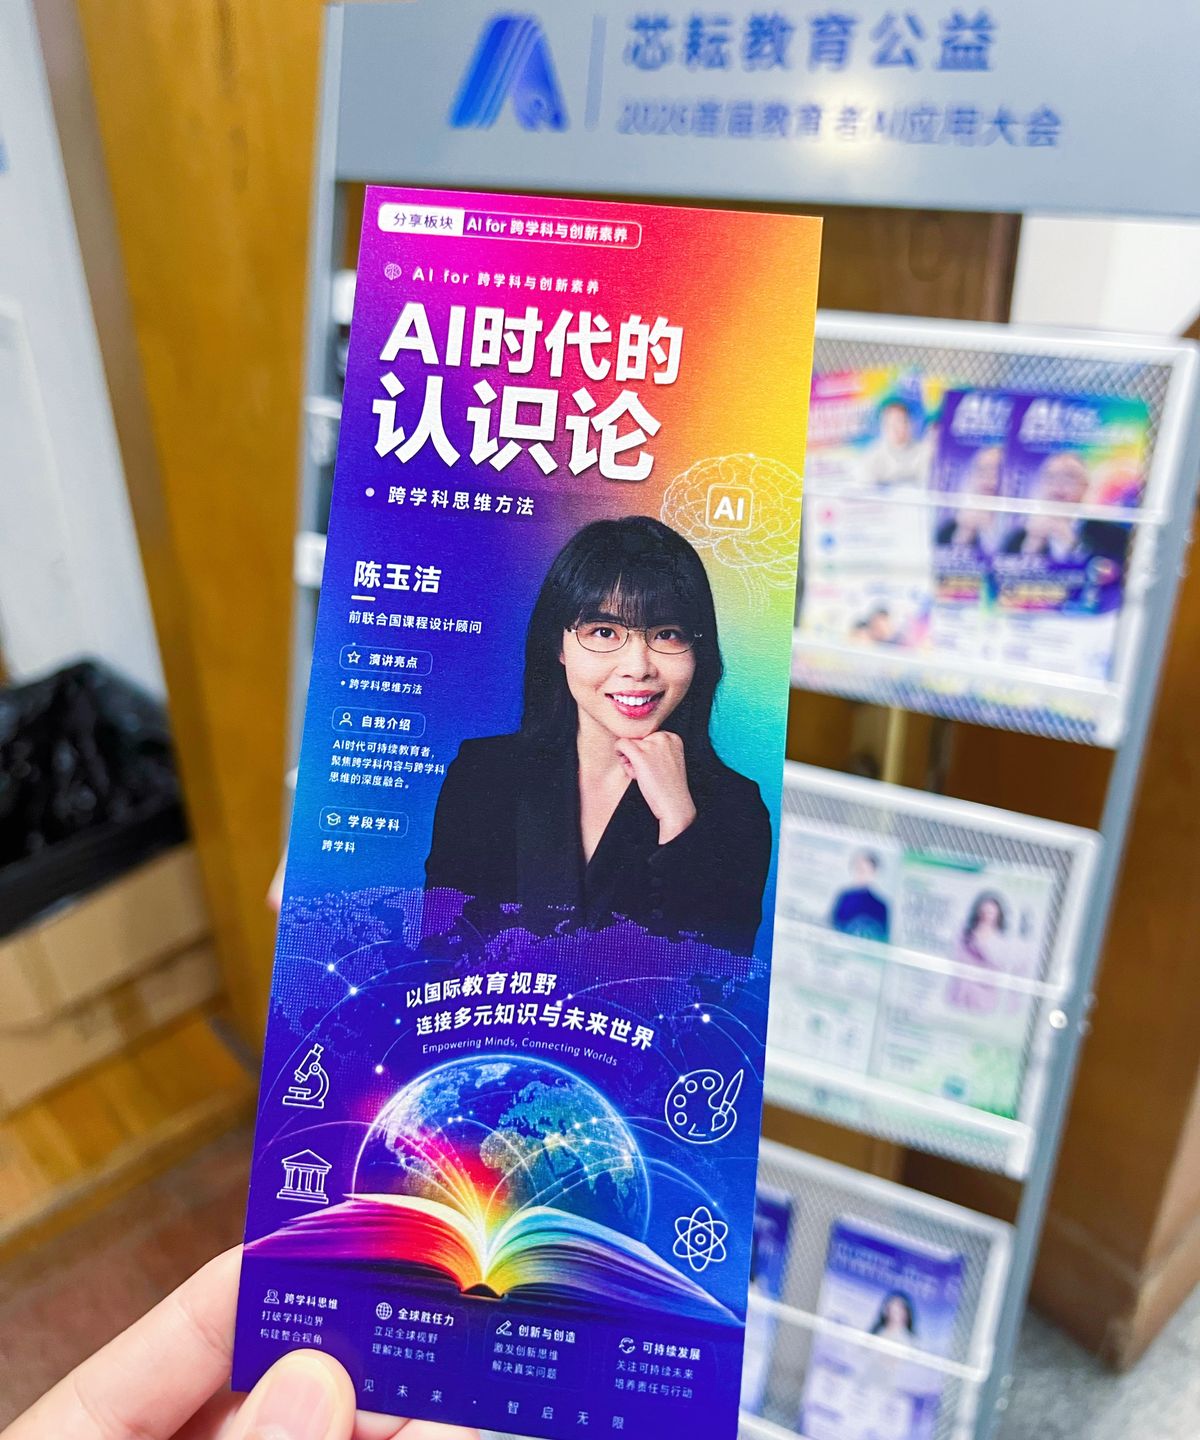 芯耘教育公益
2026首届教育者AI应用大会
分享板块 AI for 跨学科与创新素养
AI for 跨学科与创新素养
AI时代的
认识论
• 跨学科思维方法
AI
陈玉洁
前联合国课程设计顾问
演讲亮点
• 跨学科思维方法
自我介绍
AI时代可持续教育者，
聚焦跨学科内容与跨学科
思维的深度融合。
学段学科
跨学科
以国际教育视野
连接多元知识与未来世界
Empowering Minds, Connecting Worlds
跨学科思维
打破学科边界
构建整合视角
全球胜任力
立足全球视野
理解决复杂性
创新与创造
激发创新思维
解决真实问题
可持续发展
关注可持续未来
培养责任与行动
见未来·智启无限